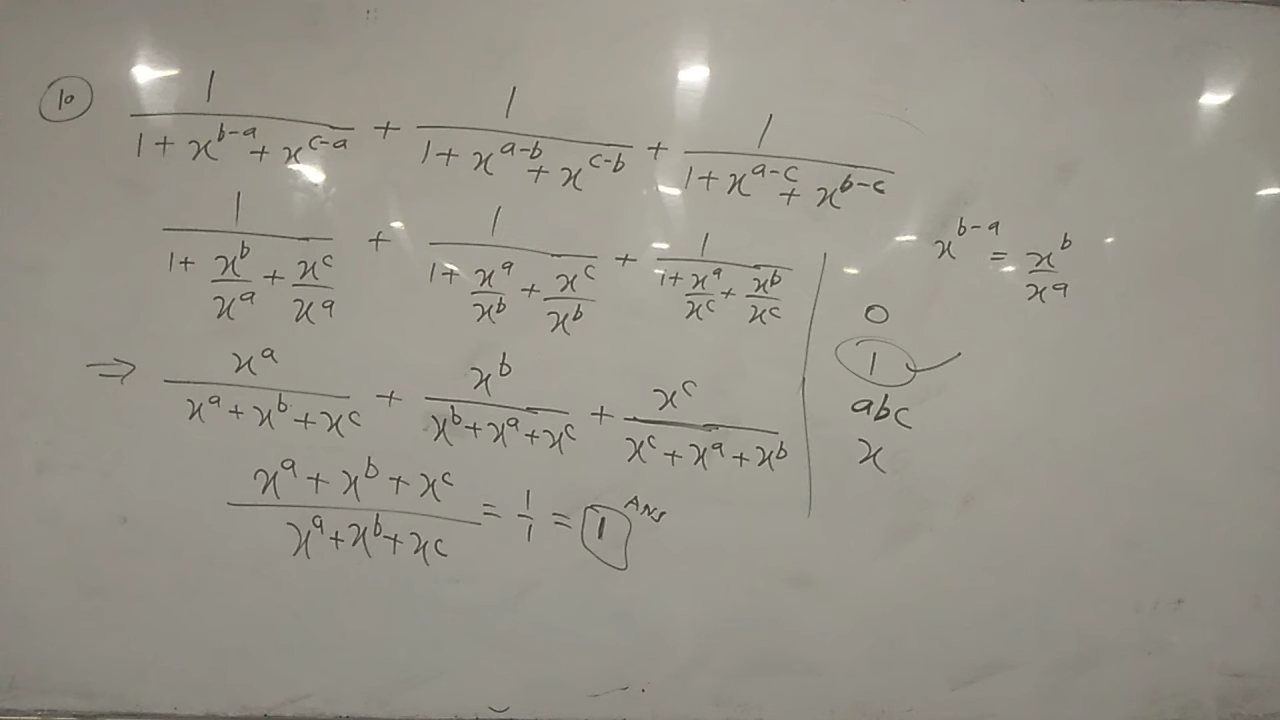 10
1/(1 + x^(b-a) + x^(c-a)) + 1/(1 + x^(a-b) + x^(c-b)) + 1/(1 + x^(a-c) + x^(b-c))
1/(1 + x^b/x^a + x^c/x^a) + 1/(1 + x^a/x^b + x^c/x^b) + 1/(1 + x^a/x^c + x^b/x^c)
⇒ x^a/(x^a + x^b + x^c) + x^b/(x^b + x^a + x^c) + x^c/(x^c + x^a + x^b)
(x^a + x^b + x^c)/(x^a + x^b + x^c) = 1/1 = 1 ANS
x^(b-a) = x^b/x^a
0
1 ✓
abc
x